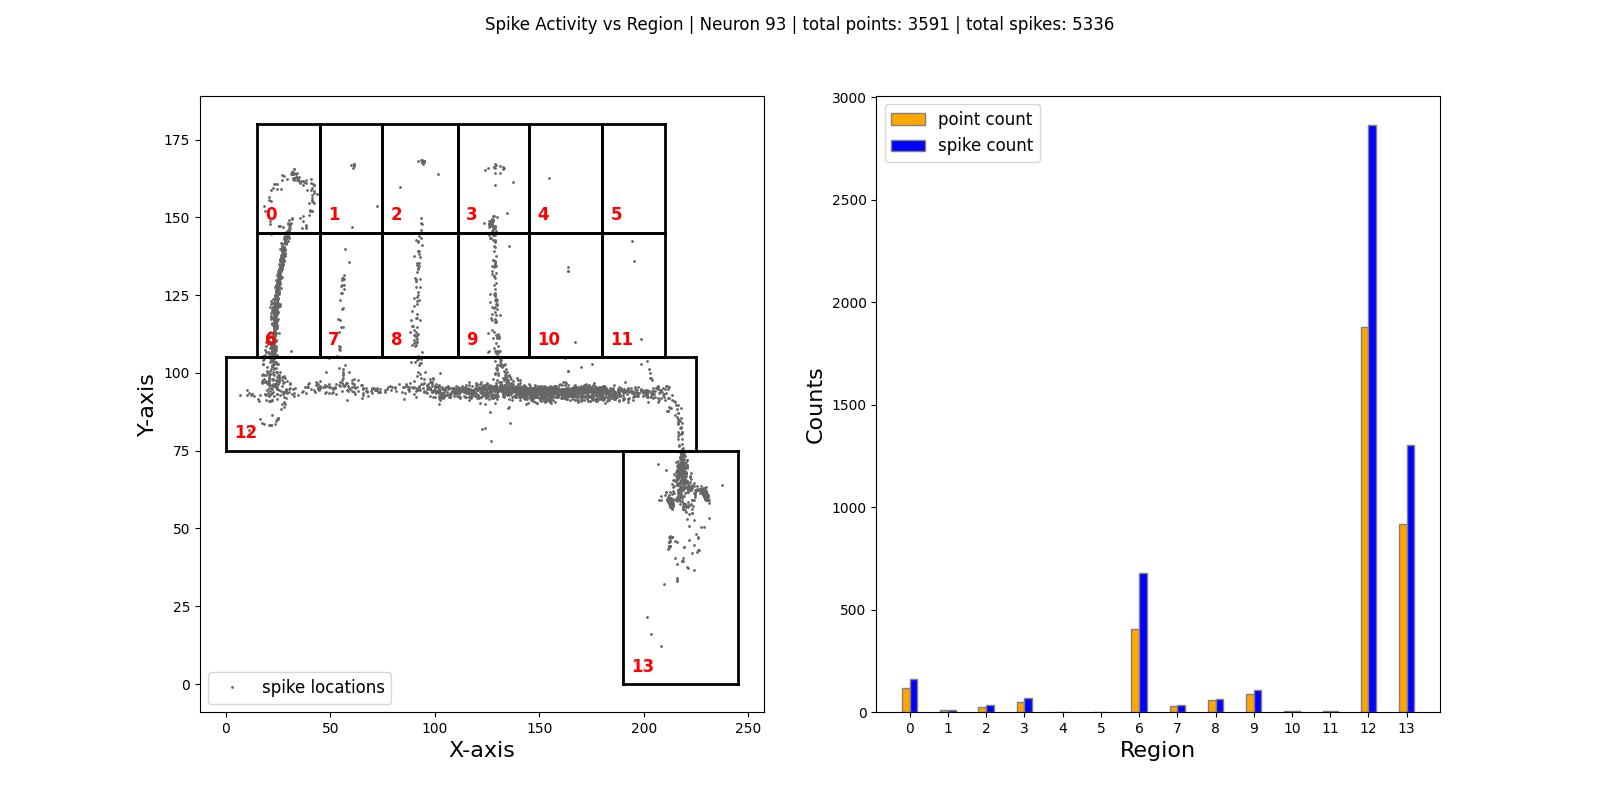 Spike Activity vs Region | Neuron 93 | total points: 3591 | total spikes: 5336
175
150
125
100
75
50
25
0
Y-axis
0 1 2 3 4 5
6 7 8 9 10 11
12
13
spike locations
0 50 100 150 200 250
X-axis
3000
2500
2000
1500
1000
500
0
Counts
point count
spike count
0 1 2 3 4 5 6 7 8 9 10 11 12 13
Region